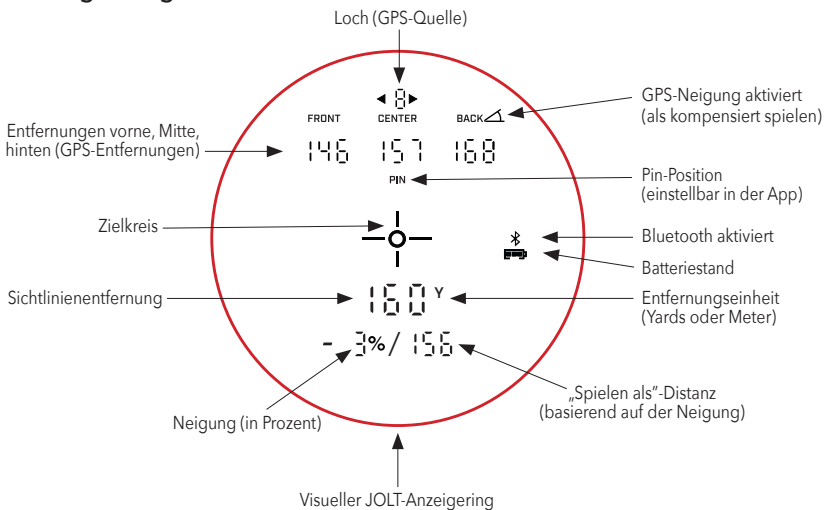 Loch (GPS-Quelle)
8
FRONT CENTER BACK
146 157 168
PIN
GPS-Neigung aktiviert
(als kompensiert spielen)
Entfernungen vorne, Mitte,
hinten (GPS-Entfernungen)
Pin-Position
(einstellbar in der App)
Zielkreis
Bluetooth aktiviert
Batteriestand
Sichtlinienentfernung
160 Y
Entfernungseinheit
(Yards oder Meter)
- 3% / 156
Neigung (in Prozent)
„Spielen als“-Distanz
(basierend auf der Neigung)
Visueller JOLT-Anzeigering